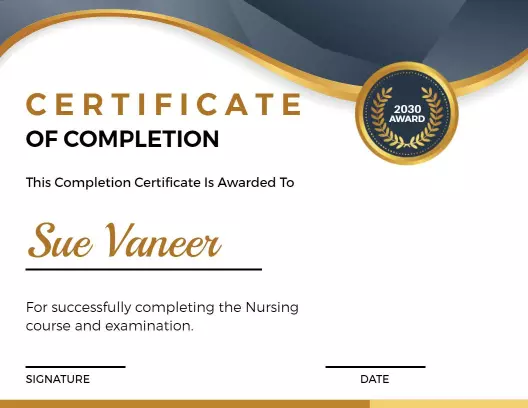 2030
AWARD
CERTIFICATE
OF COMPLETION
This Completion Certificate Is Awarded To
Sue Vaneer
For successfully completing the Nursing
course and examination.
SIGNATURE
DATE